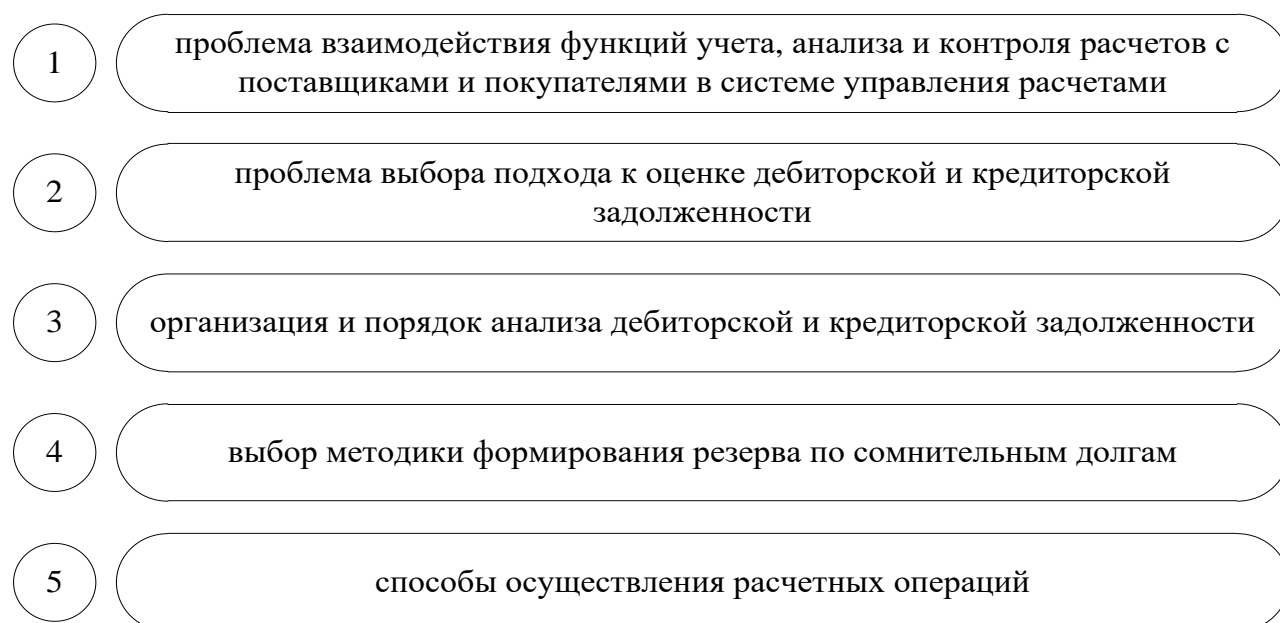 1
проблема взаимодействия функций учета, анализа и контроля расчетов с
поставщиками и покупателями в системе управления расчетами
2
проблема выбора подхода к оценке дебиторской и кредиторской
задолженности
3
организация и порядок анализа дебиторской и кредиторской задолженности
4
выбор методики формирования резерва по сомнительным долгам
5
способы осуществления расчетных операций